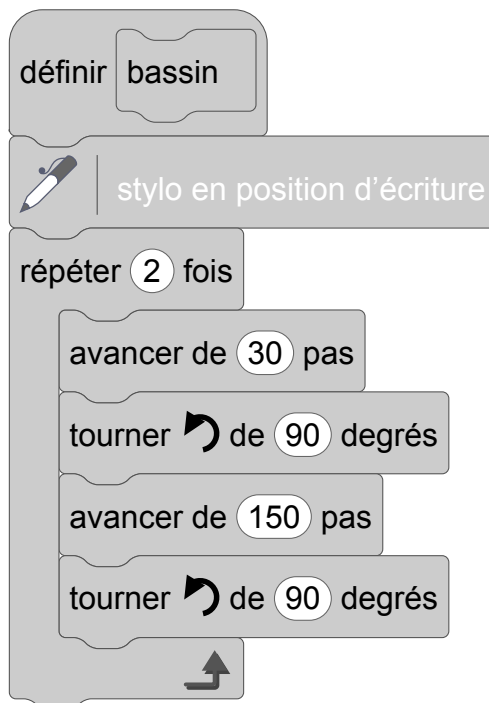 définir bassin
stylo en position d’écriture
répéter 2 fois
avancer de 30 pas
tourner de 90 degrés
avancer de 150 pas
tourner de 90 degrés